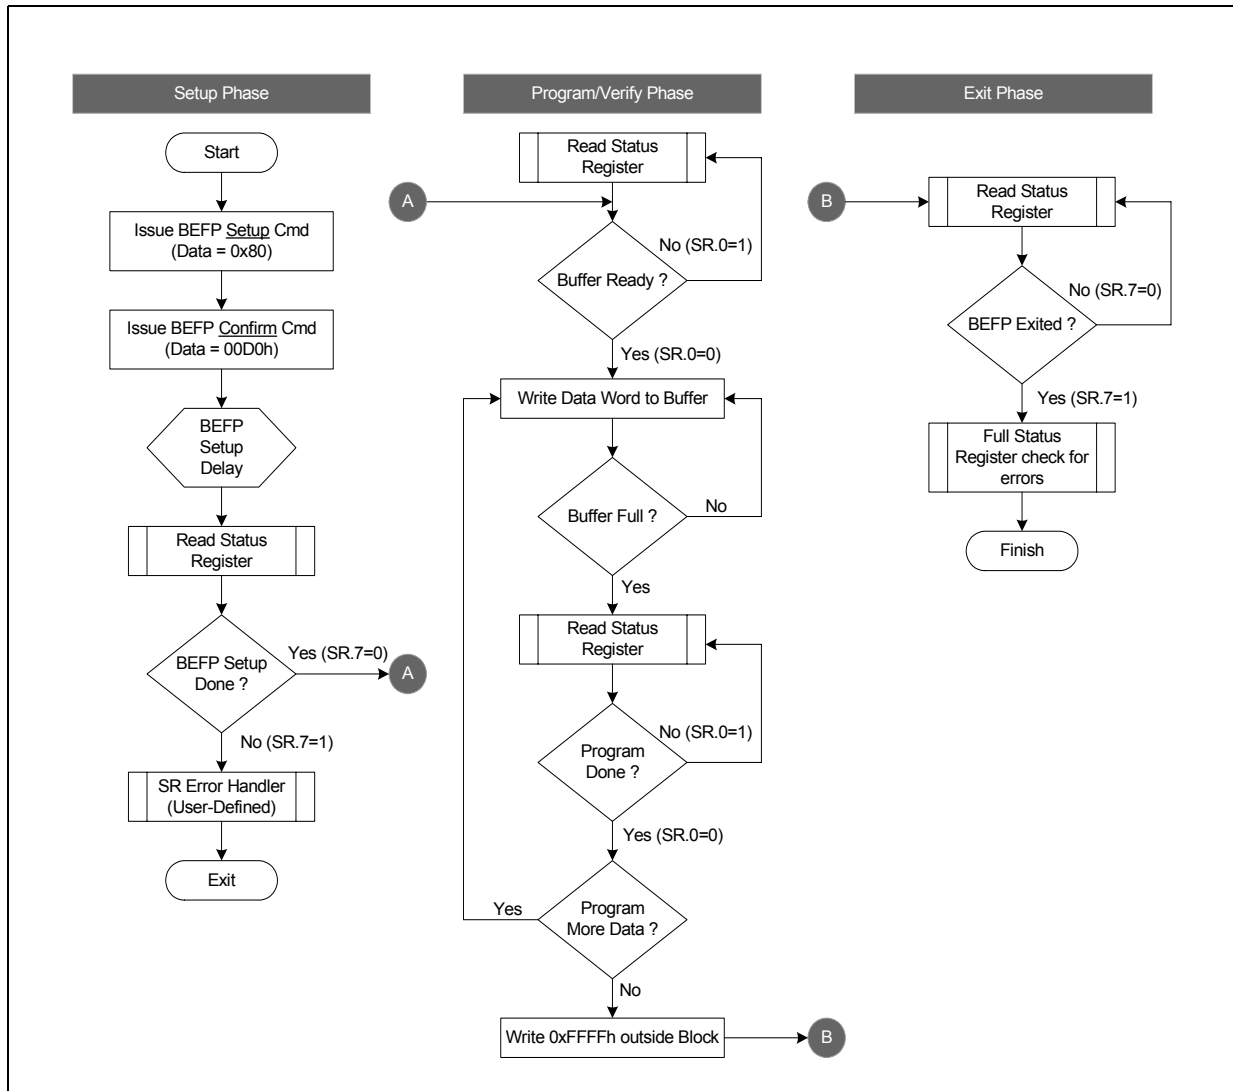 Setup Phase
Start
Issue BEFP Setup Cmd
(Data = 0x80)
Issue BEFP Confirm Cmd
(Data = 00D0h)
BEFP
Setup
Delay
Read Status
Register
BEFP Setup
Done ?
Yes (SR.7=0)
A
No (SR.7=1)
SR Error Handler
(User-Defined)
Exit
Program/Verify Phase
Read Status
Register
A
No (SR.0=1)
Buffer Ready ?
Yes (SR.0=0)
Write Data Word to Buffer
Buffer Full ?
No
Yes
Read Status
Register
No (SR.0=1)
Program
Done ?
Yes (SR.0=0)
Program
More Data ?
Yes
No
Write 0xFFFFh outside Block
B
Exit Phase
B
Read Status
Register
No (SR.7=0)
BEFP Exited ?
Yes (SR.7=1)
Full Status
Register check for
errors
Finish